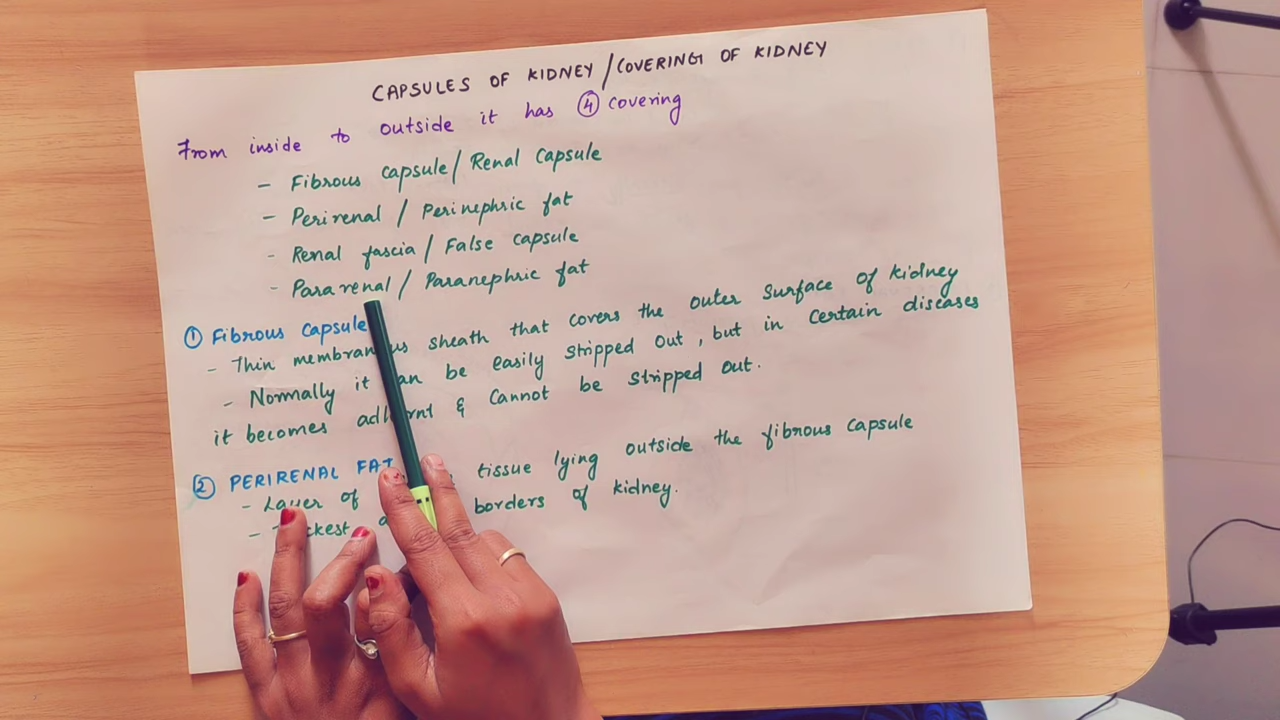 CAPSULES OF KIDNEY / COVERING OF KIDNEY
From inside to outside it has ④ covering
- Fibrous capsule / Renal Capsule
- Perirenal / Perinephric fat
- Renal fascia / False capsule
- Pararenal / Paranephric fat
① Fibrous capsule
- Thin sheath that covers the outer surface of kidney
- Normally it be easily stripped out, but in certain diseases
it becomes & cannot be stripped out.
② PERIRENAL FAT
- Layer of tissue lying outside the fibrous capsule
- borders of kidney.